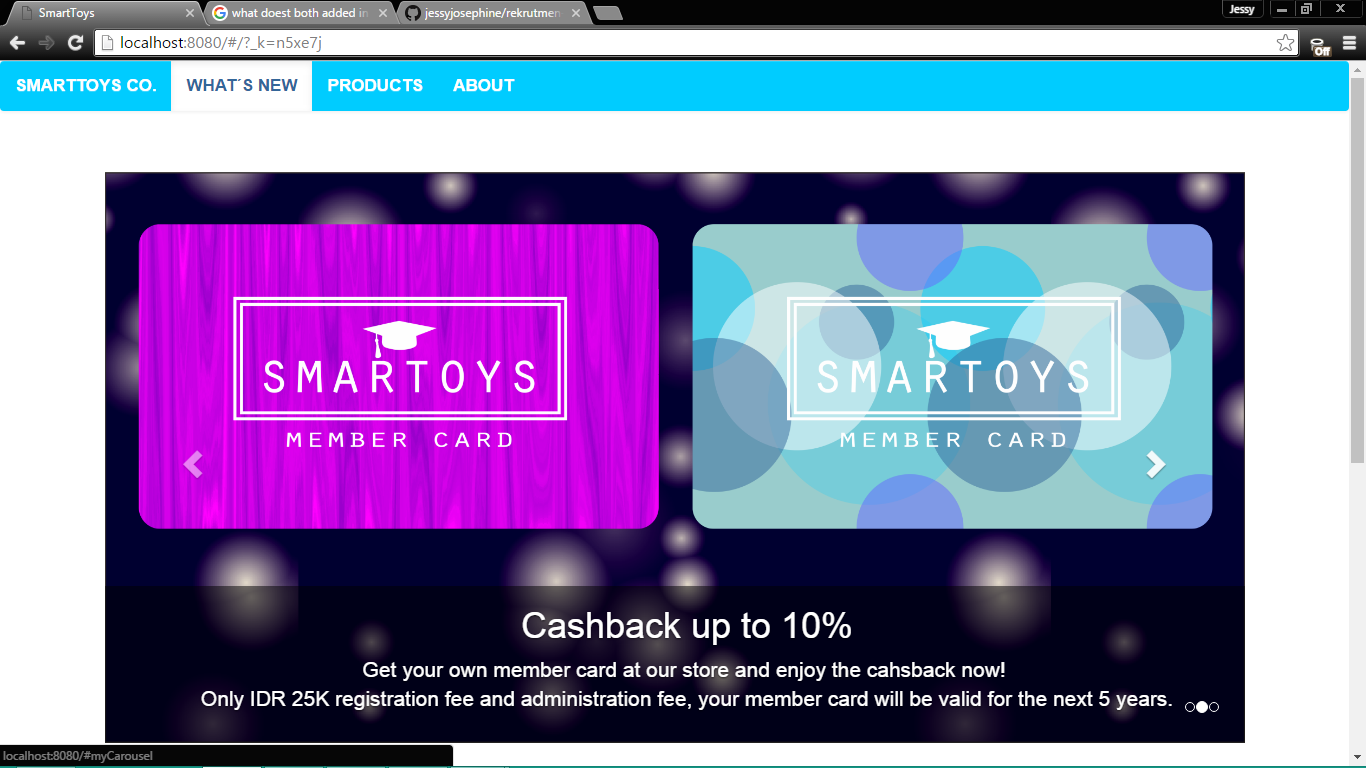 SmartToys
what doest both added in
jessyjosephine/rekrutmen
Jessy
localhost:8080/#/?_k=n5xe7j
Off
SMARTTOYS CO.
WHAT´S NEW
PRODUCTS
ABOUT
SMARTOYS
MEMBER CARD
SMARTOYS
MEMBER CARD
Cashback up to 10%
Get your own member card at our store and enjoy the cahsback now!
Only IDR 25K registration fee and administration fee, your member card will be valid for the next 5 years.
localhost:8080/#myCarousel